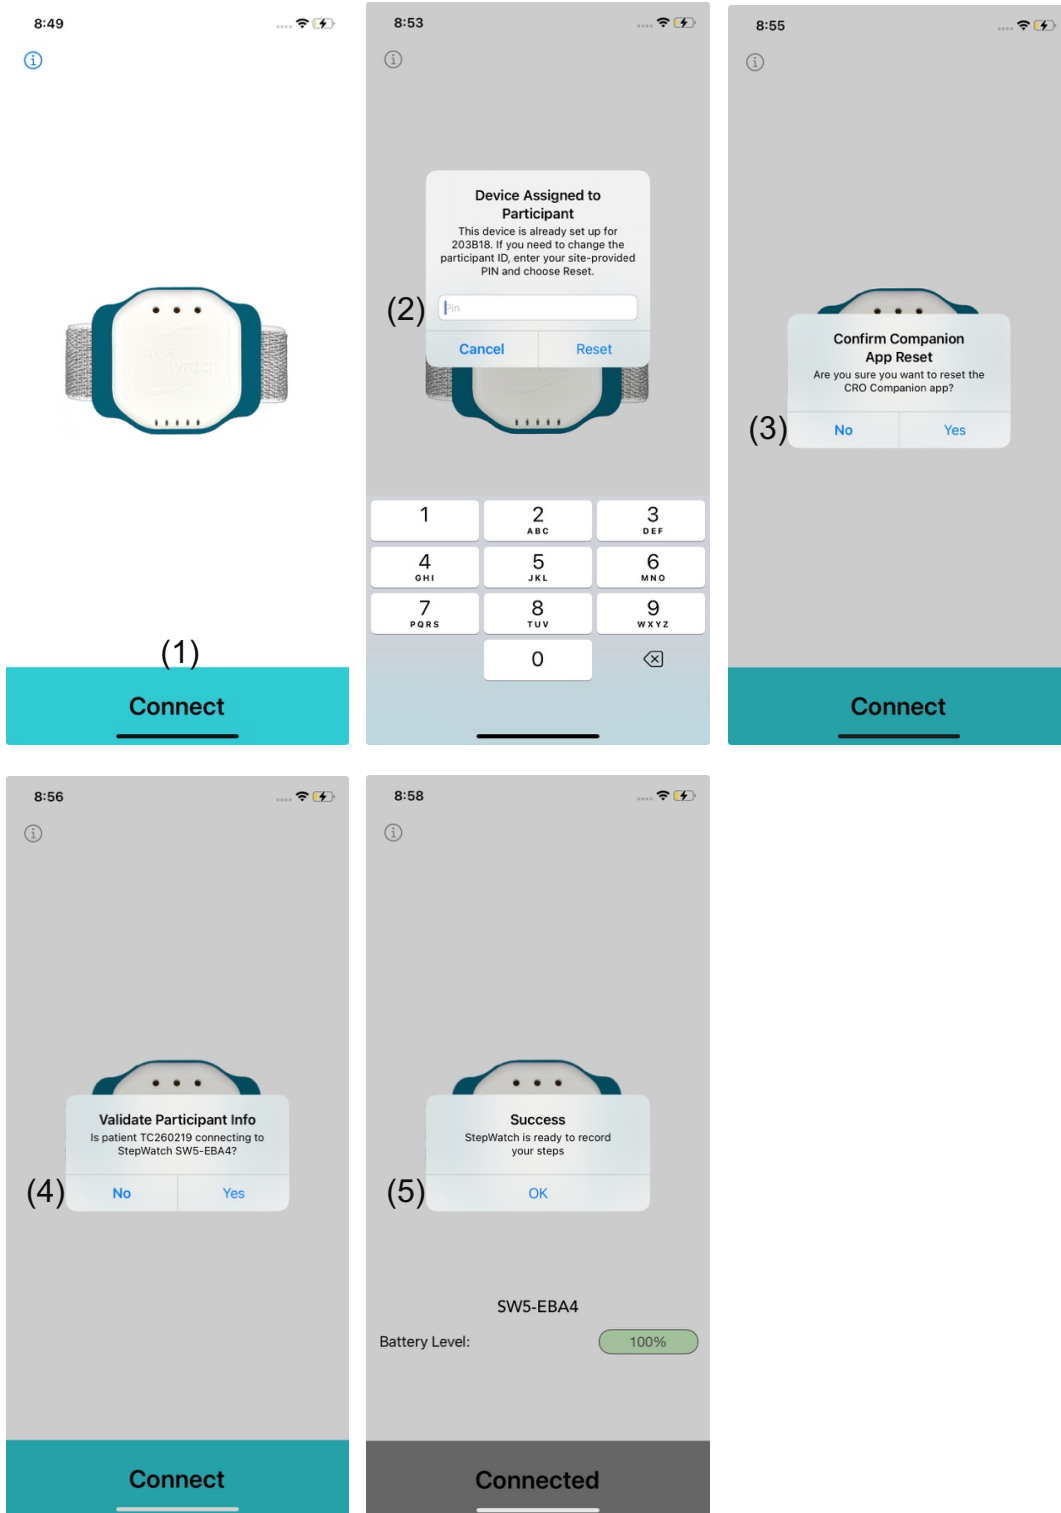 8:49
(1)
Connect
8:53
Device Assigned to
Participant
This device is already set up for
203B18. If you need to change the
participant ID, enter your site-provided
PIN and choose Reset.
(2)
Pin
Cancel Reset
1 2 3
ABC DEF
4 5 6
GHI JKL MNO
7 8 9
PQRS TUV WXYZ
0
8:55
Confirm Companion
App Reset
Are you sure you want to reset the
CRO Companion app?
(3)
No Yes
Connect
8:56
Validate Participant Info
Is patient TC260219 connecting to
StepWatch SW5-EBA4?
(4)
No Yes
Connect
8:58
Success
StepWatch is ready to record
your steps
(5)
OK
SW5-EBA4
Battery Level: 100%
Connected